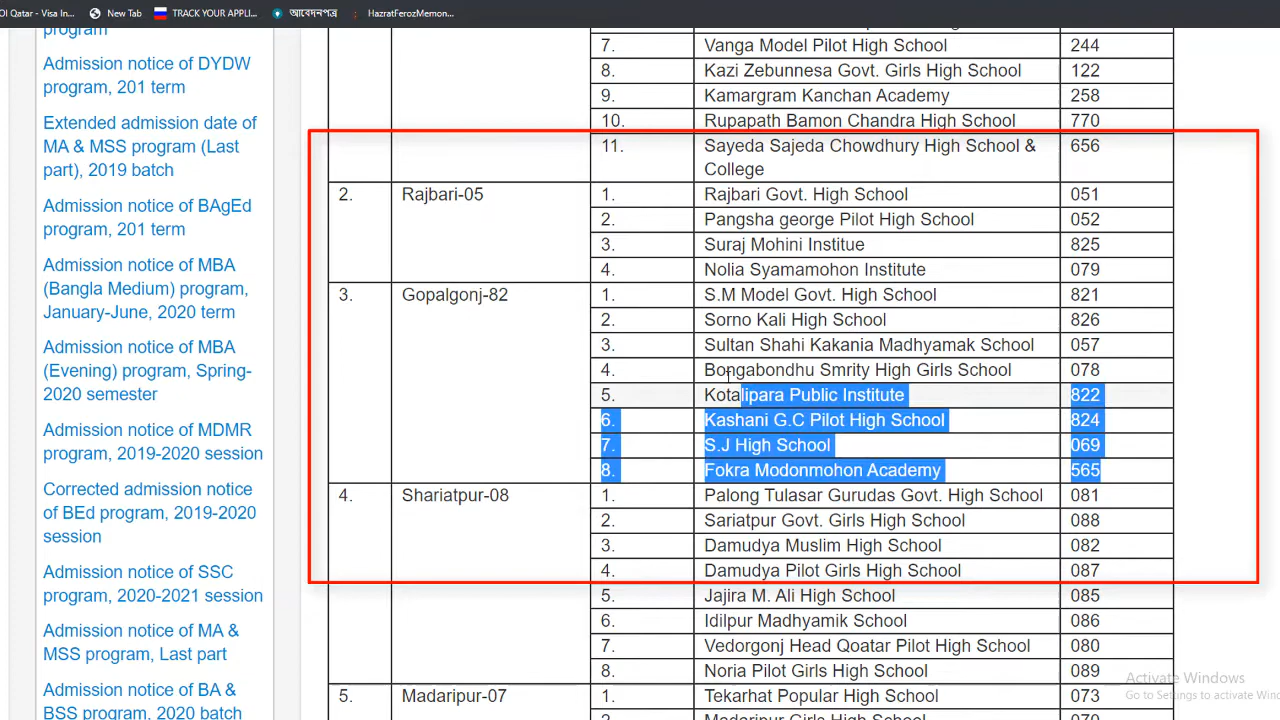 OI Qatar - Visa In... New Tab TRACK YOUR APPLI... আবেদনপত্র HazratFerozMemon...
program
Admission notice of DYDW
program, 201 term
Extended admission date of
MA & MSS program (Last
part), 2019 batch
Admission notice of BAgEd
program, 201 term
Admission notice of MBA
(Bangla Medium) program,
January-June, 2020 term
Admission notice of MBA
(Evening) program, Spring-
2020 semester
Admission notice of MDMR
program, 2019-2020 session
Corrected admission notice
of BEd program, 2019-2020
session
Admission notice of SSC
program, 2020-2021 session
Admission notice of MA &
MSS program, Last part
Admission notice of BA &
BSS program, 2020 batch
7. Vanga Model Pilot High School 244
8. Kazi Zebunnesa Govt. Girls High School 122
9. Kamargram Kanchan Academy 258
10. Rupapath Bamon Chandra High School 770
11. Sayeda Sajeda Chowdhury High School & 656
College
2. Rajbari-05 1. Rajbari Govt. High School 051
2. Pangsha george Pilot High School 052
3. Suraj Mohini Institue 825
4. Nolia Syamamohon Institute 079
3. Gopalgonj-82 1. S.M Model Govt. High School 821
2. Sorno Kali High School 826
3. Sultan Shahi Kakania Madhyamak School 057
4. Bongabondhu Smrity High Girls School 078
5. Kotalipara Public Institute 822
6. Kashani G.C Pilot High School 824
7. S.J High School 069
8. Fokra Modonmohon Academy 565
4. Shariatpur-08 1. Palong Tulasar Gurudas Govt. High School 081
2. Sariatpur Govt. Girls High School 088
3. Damudya Muslim High School 082
4. Damudya Pilot Girls High School 087
5. Jajira M. Ali High School 085
6. Idilpur Madhyamik School 086
7. Vedorgonj Head Qoatar Pilot High School 080
8. Noria Pilot Girls High School 089
5. Madaripur-07 1. Tekarhat Popular High School 073
2. Madaripur Girls High School 070
Activate Windows
Go to Settings to activate Wind